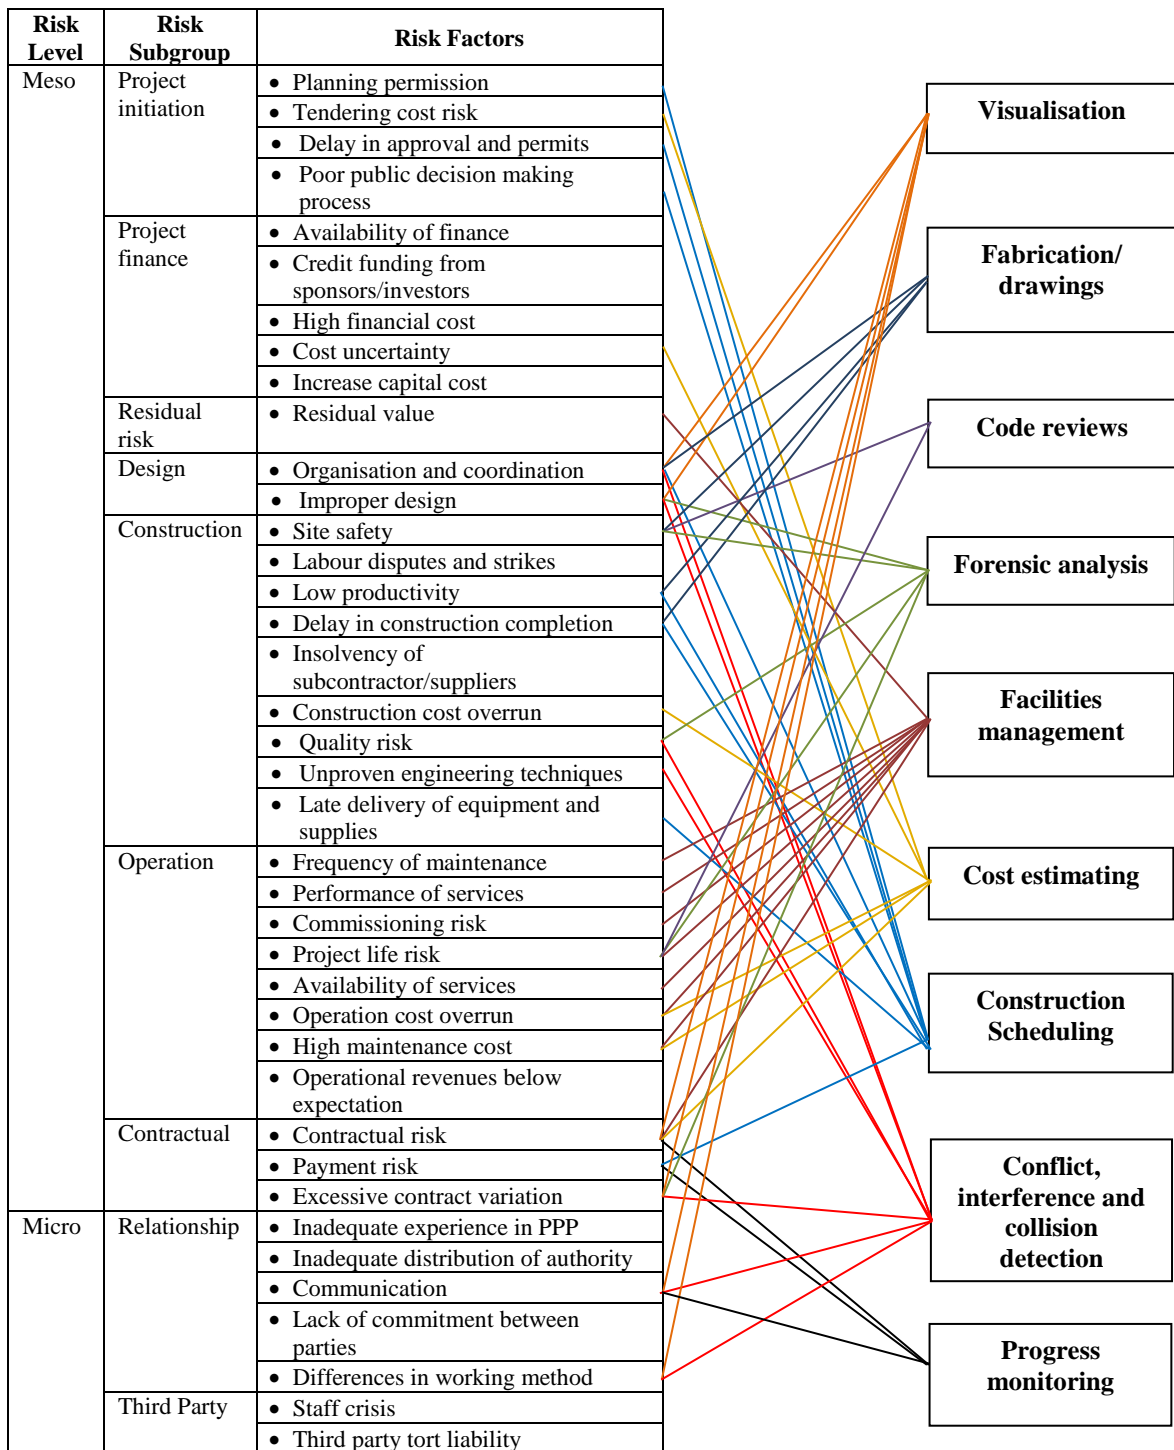 Risk Level
Risk Subgroup
Risk Factors
Meso
Project initiation
• Planning permission
• Tendering cost risk
• Delay in approval and permits
• Poor public decision making
process
Project finance
• Availability of finance
• Credit funding from
sponsors/investors
• High financial cost
• Cost uncertainty
• Increase capital cost
Residual risk
• Residual value
Design
• Organisation and coordination
• Improper design
Construction
• Site safety
• Labour disputes and strikes
• Low productivity
• Delay in construction completion
• Insolvency of
subcontractor/suppliers
• Construction cost overrun
• Quality risk
• Unproven engineering techniques
• Late delivery of equipment and
supplies
Operation
• Frequency of maintenance
• Performance of services
• Commissioning risk
• Project life risk
• Availability of services
• Operation cost overrun
• High maintenance cost
• Operational revenues below
expectation
Contractual
• Contractual risk
• Payment risk
• Excessive contract variation
Micro
Relationship
• Inadequate experience in PPP
• Inadequate distribution of authority
• Communication
• Lack of commitment between
parties
• Differences in working method
Third Party
• Staff crisis
• Third party tort liability
Visualisation
Fabrication/
drawings
Code reviews
Forensic analysis
Facilities
management
Cost estimating
Construction
Scheduling
Conflict,
interference and
collision
detection
Progress
monitoring